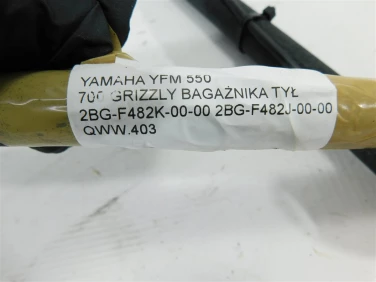 YAMAHA YFM 550
700 GRIZZLY BAGAŻNIKA TYŁ
2BG-F482K-00-00 2BG-F482J-00-00
QWW.403